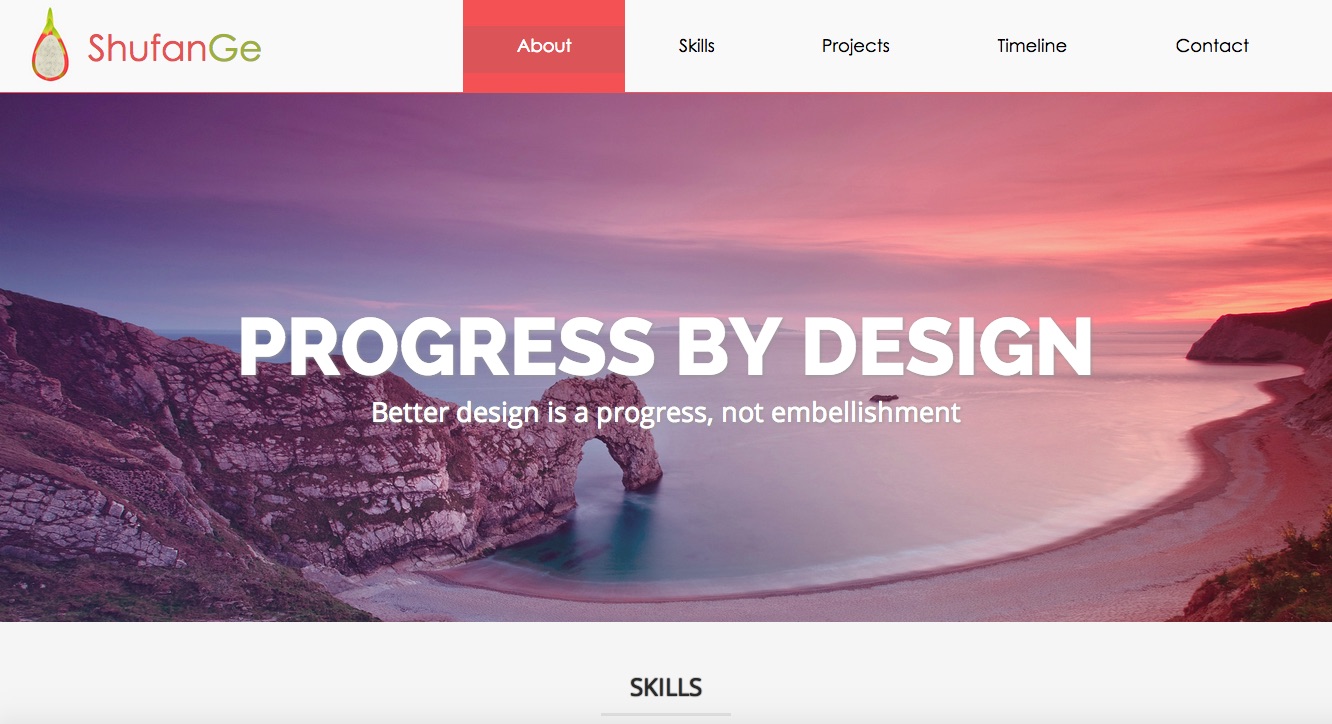 ShufanGe
About Skills Projects Timeline Contact
PROGRESS BY DESIGN
Better design is a progress, not embellishment
SKILLS